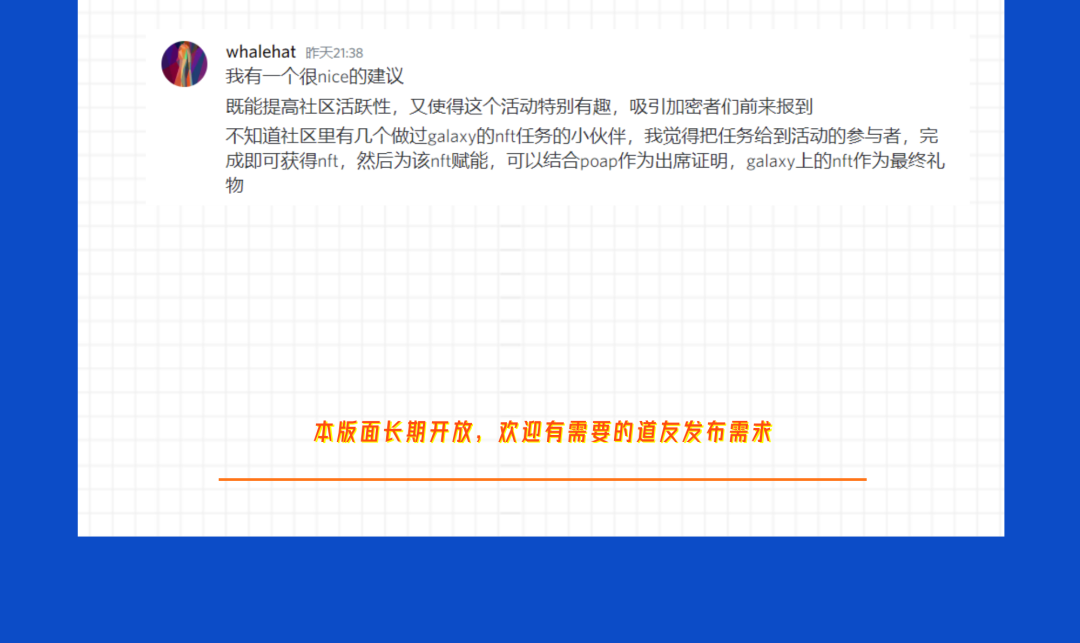 whalehat 昨天21:38
我有一个很nice的建议
既能提高社区活跃性，又使得这个活动特别有趣，吸引加密者们前来报到
不知道社区里有几个做过galaxy的nft任务的小伙伴，我觉得把任务给到活动的参与者，完
成即可获得nft，然后为该nft赋能，可以结合poap作为出席证明，galaxy上的nft作为最终礼
物
本版面长期开放，欢迎有需要的道友发布需求